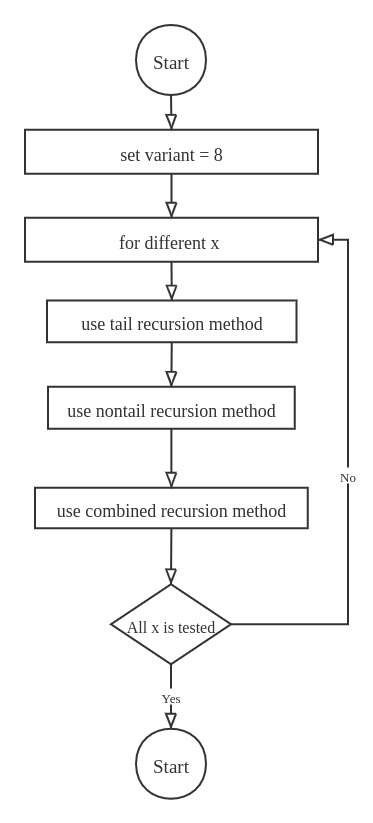 Start
set variant = 8
for different x
use tail recursion method
use nontail recursion method
No
use combined recursion method
All x is tested
Yes
Start